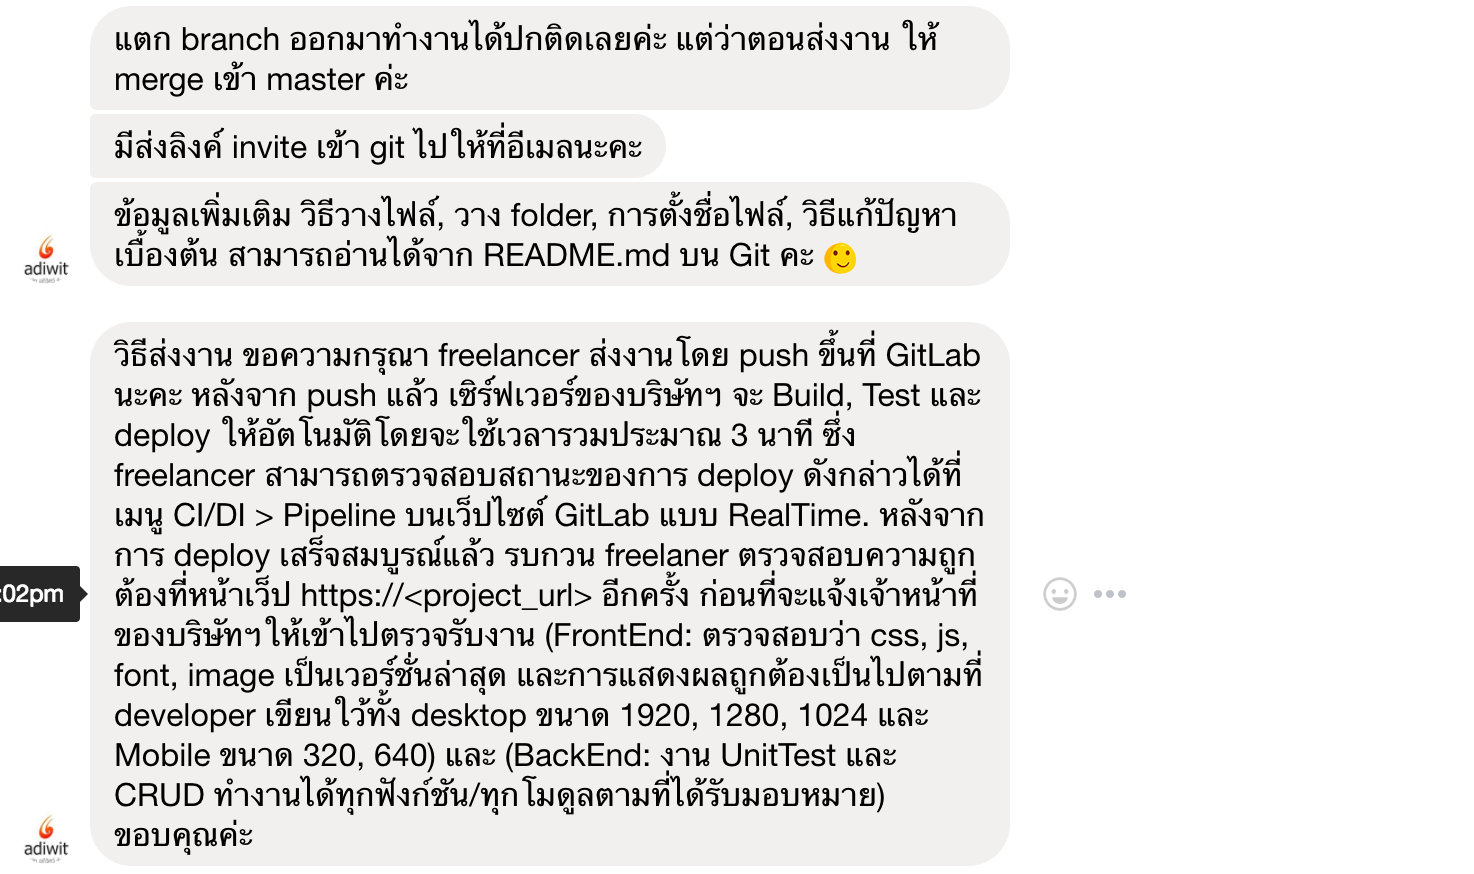 แตก branch ออกมาทำงานได้ปกติดเลยค่ะ แต่ว่าตอนส่งงาน ให้
merge เข้า master ค่ะ
มีส่งลิงค์ invite เข้า git ไปให้ที่อีเมลนะคะ
ข้อมูลเพิ่มเติม วิธีวางไฟล์, วาง folder, การตั้งชื่อไฟล์, วิธีแก้ปัญหา
เบื้องต้น สามารถอ่านได้จาก README.md บน Git คะ
adiwit
วิธีส่งงาน ขอความกรุณา freelancer ส่งงานโดย push ขึ้นที่ GitLab
นะคะ หลังจาก push แล้ว เซิร์ฟเวอร์ของบริษัทฯ จะ Build, Test และ
deploy ให้อัตโนมัติโดยจะใช้เวลารวมประมาณ 3 นาที ซึ่ง
freelancer สามารถตรวจสอบสถานะของการ deploy ดังกล่าวได้ที่
เมนู CI/DI > Pipeline บนเว็ปไซต์ GitLab แบบ RealTime. หลังจาก
การ deploy เสร็จสมบูรณ์แล้ว รบกวน freelaner ตรวจสอบความถูก
:02pm
ต้องที่หน้าเว็ป https://<project_url> อีกครั้ง ก่อนที่จะแจ้งเจ้าหน้าที่
ของบริษัทฯให้เข้าไปตรวจรับงาน (FrontEnd: ตรวจสอบว่า css, js,
font, image เป็นเวอร์ชั่นล่าสุด และการแสดงผลถูกต้องเป็นไปตามที่
developer เขียนใว้ทั้ง desktop ขนาด 1920, 1280, 1024 และ
Mobile ขนาด 320, 640) และ (BackEnd: งาน UnitTest และ
CRUD ทำงานได้ทุกฟังก์ชัน/ทุกโมดูลตามที่ได้รับมอบหมาย)
ขอบคุณค่ะ
adiwit